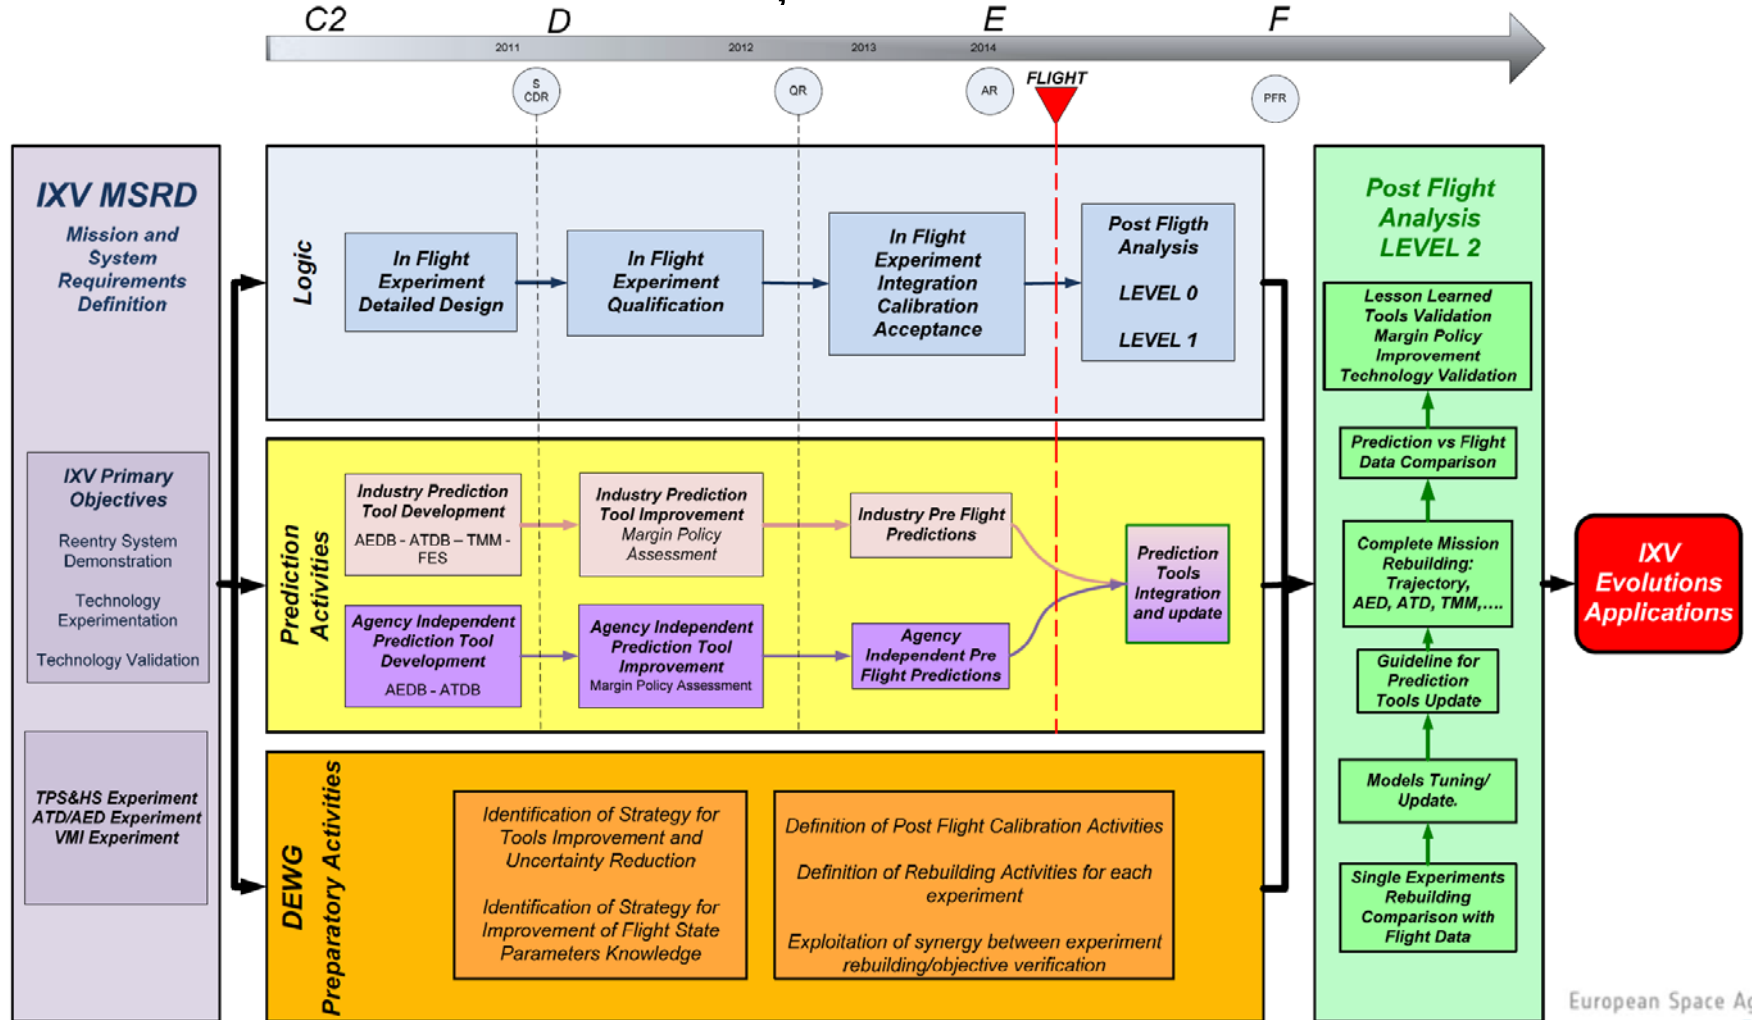 C2
D
E
F
2011
2012
2013
2014
S
CDR
QR
AR
FLIGHT
PFR
IXV MSRD
Mission and
System
Requirements
Definition
IXV Primary
Objectives
Reentry System
Demonstration
Technology
Experimentation
Technology Validation
TPS&HS Experiment
ATD/AED Experiment
VMI Experiment
Logic
In Flight
Experiment
Detailed Design
In Flight
Experiment
Qualification
In Flight
Experiment
Integration
Calibration
Acceptance
Post Fligth
Analysis
LEVEL 0
LEVEL 1
Prediction
Activities
Industry Prediction
Tool Development
AEDB - ATDB – TMM -
FES
Industry Prediction
Tool Improvement
Margin Policy
Assessment
Industry Pre Flight
Predictions
Agency Independent
Prediction Tool
Development
AEDB - ATDB
Agency Independent
Prediction Tool
Improvement
Margin Policy Assessment
Agency
Independent Pre
Flight Predictions
Prediction
Tools
Integration
and update
DEWG
Preparatory Activities
Identification of Strategy for
Tools Improvement and
Uncertainty Reduction
Identification of Strategy for
Improvement of Flight State
Parameters Knowledge
Definition of Post Flight Calibration Activities
Definition of Rebuilding Activities for each
experiment
Exploitation of synergy between experiment
rebuilding/objective verification
Post Flight
Analysis
LEVEL 2
Lesson Learned
Tools Validation
Margin Policy
Improvement
Technology Validation
Prediction vs Flight
Data Comparison
Complete Mission
Rebuilding:
Trajectory,
AED, ATD, TMM,....
Guideline for
Prediction
Tools Update
Models Tuning/
Update.
Single Experiments
Rebuilding
Comparison with
Flight Data
IXV
Evolutions
Applications
European Space Ag